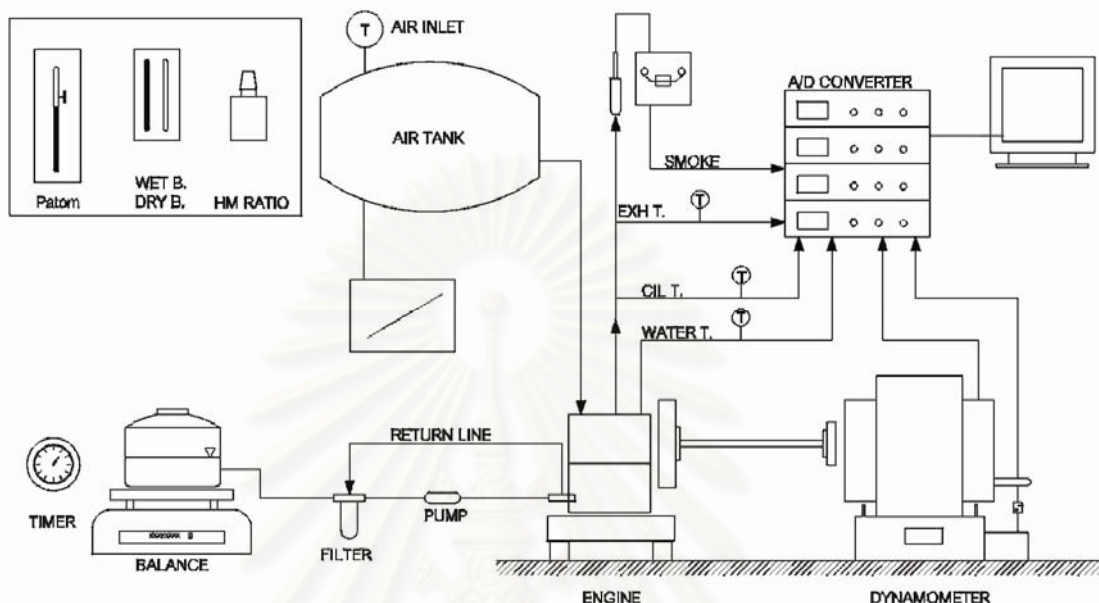 T
AIR INLET
A/D CONVERTER
AIR TANK
Patom
WET B.
DRY B.
HM RATIO
SMOKE
EXH T.
T
CIL T.
T
WATER T.
T
RETURN LINE
TIMER
PUMP
FILTER
BALANCE
ENGINE
DYNAMOMETER